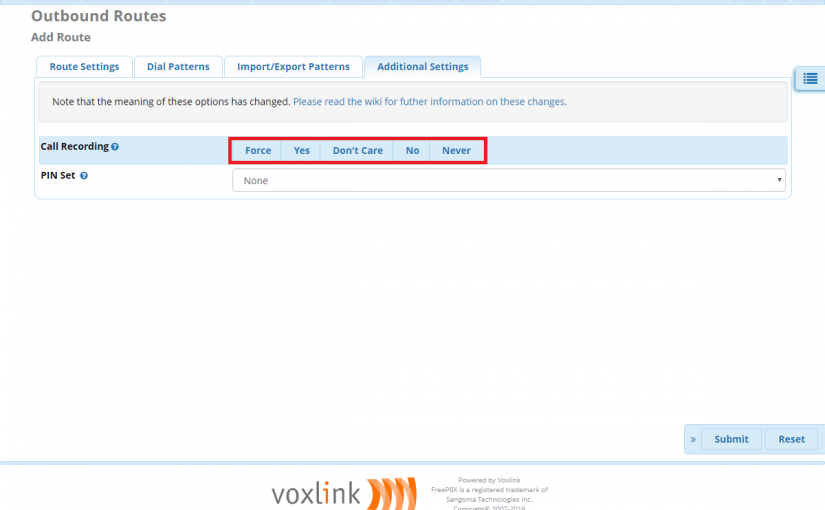 Outbound Routes
Add Route
Route Settings Dial Patterns Import/Export Patterns Additional Settings
Note that the meaning of these options has changed. Please read the wiki for futher information on these changes.
Call Recording Force Yes Don't Care No Never
PIN Set None
» Submit Reset
voxlink
Powered by Voxlink
FreePBX is a registered trademark of
Sangoma Technologies Inc.
Copyright© 2007-2018